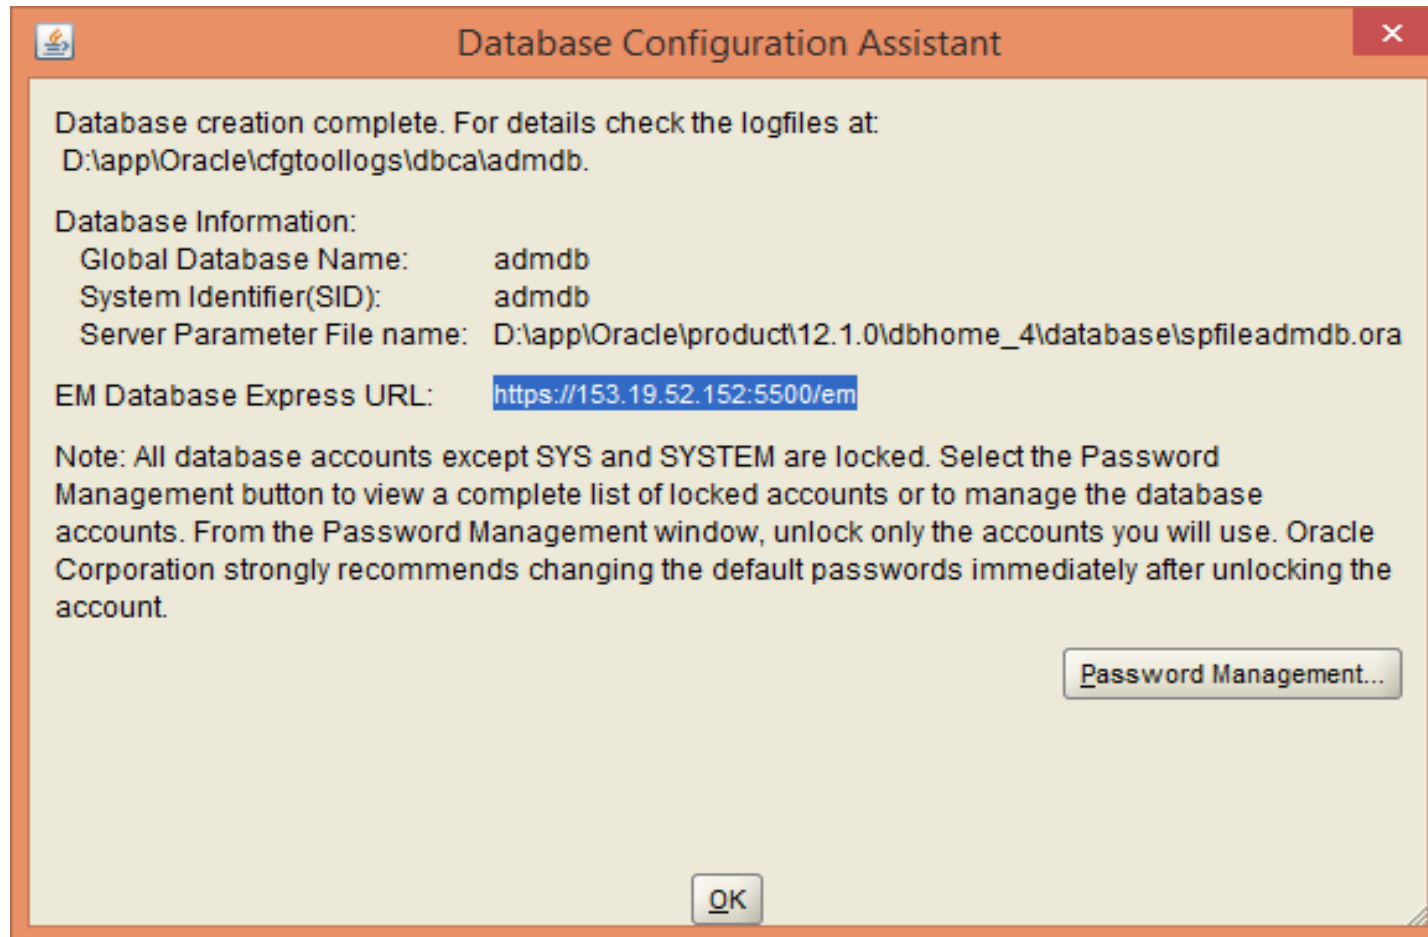 Database Configuration Assistant
Database creation complete. For details check the logfiles at:
D:\app\Oracle\cfgtoollogs\dbca\admdb.
Database Information:
Global Database Name: admdb
System Identifier(SID): admdb
Server Parameter File name: D:\app\Oracle\product\12.1.0\dbhome_4\database\spfileadmdb.ora
EM Database Express URL: https://153.19.52.152:5500/em
Note: All database accounts except SYS and SYSTEM are locked. Select the Password
Management button to view a complete list of locked accounts or to manage the database
accounts. From the Password Management window, unlock only the accounts you will use. Oracle
Corporation strongly recommends changing the default passwords immediately after unlocking the
account.
Password Management...
OK